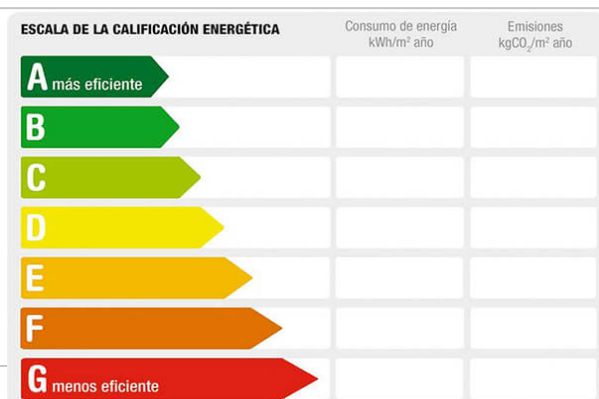 ESCALA DE LA CALIFICACIÓN ENERGÉTICA
Consumo de energía
kWh/m² año
Emisiones
kgCO₂/m² año
A más eficiente
B
C
D
E
F
G menos eficiente